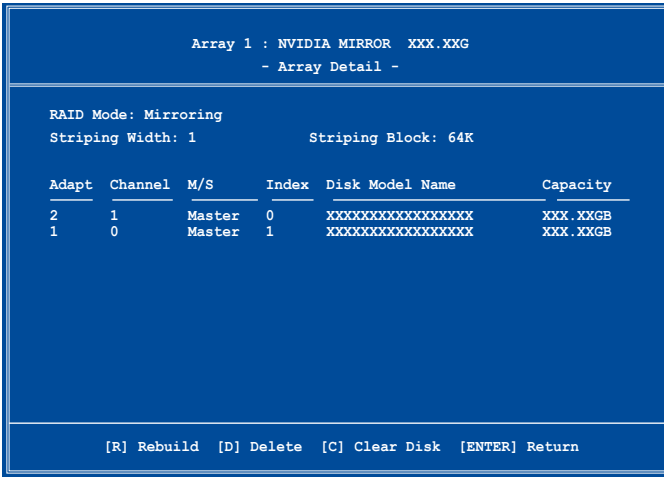 Array 1 : NVIDIA MIRROR XXX.XXG
- Array Detail -
RAID Mode: Mirroring
Striping Width: 1 Striping Block: 64K
Adapt Channel M/S Index Disk Model Name Capacity
2 1 Master 0 XXXXXXXXXXXXXXXXX XXX.XXGB
1 0 Master 1 XXXXXXXXXXXXXXXXX XXX.XXGB
[R] Rebuild [D] Delete [C] Clear Disk [ENTER] Return